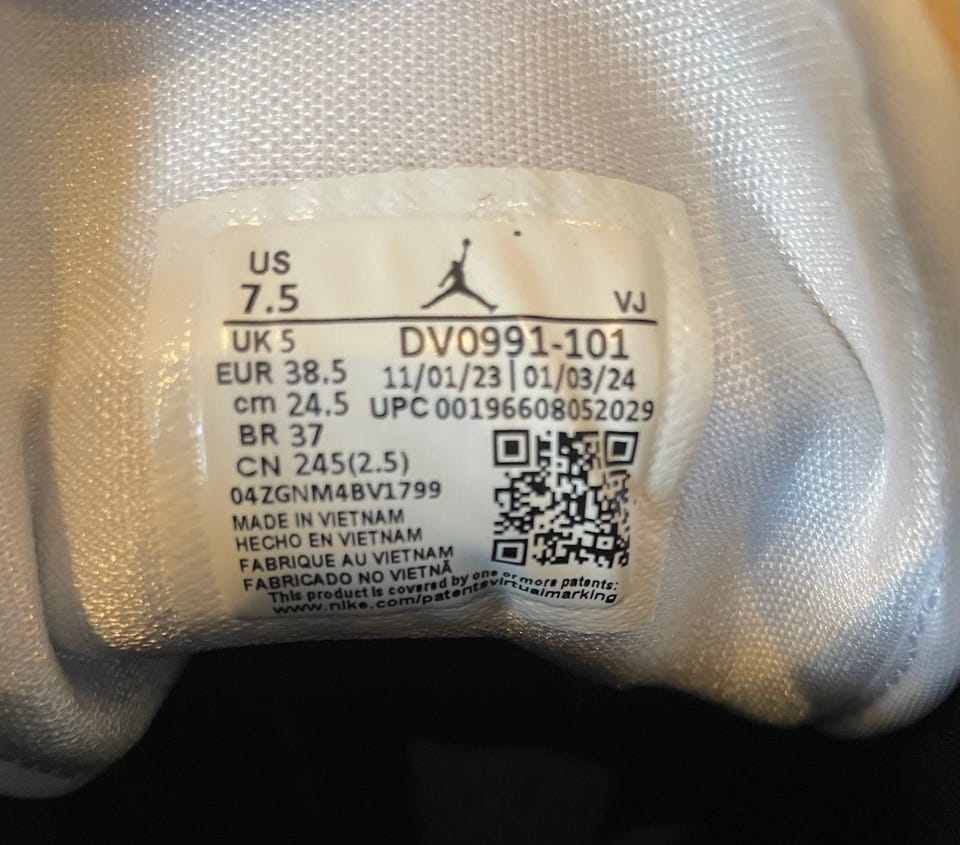 US
7.5
VJ
UK 5
DV0991-101
EUR 38.5
11/01/23 | 01/03/24
cm 24.5
UPC 00196608052029
BR 37
CN 245(2.5)
04ZGNM4BV1799
MADE IN VIETNAM
HECHO EN VIETNAM
FABRIQUE AU VIETNAM
FABRICADO NO VIETNÃ
This product is covered by one or more patents:
www.nike.com/patentsvirtualmarking